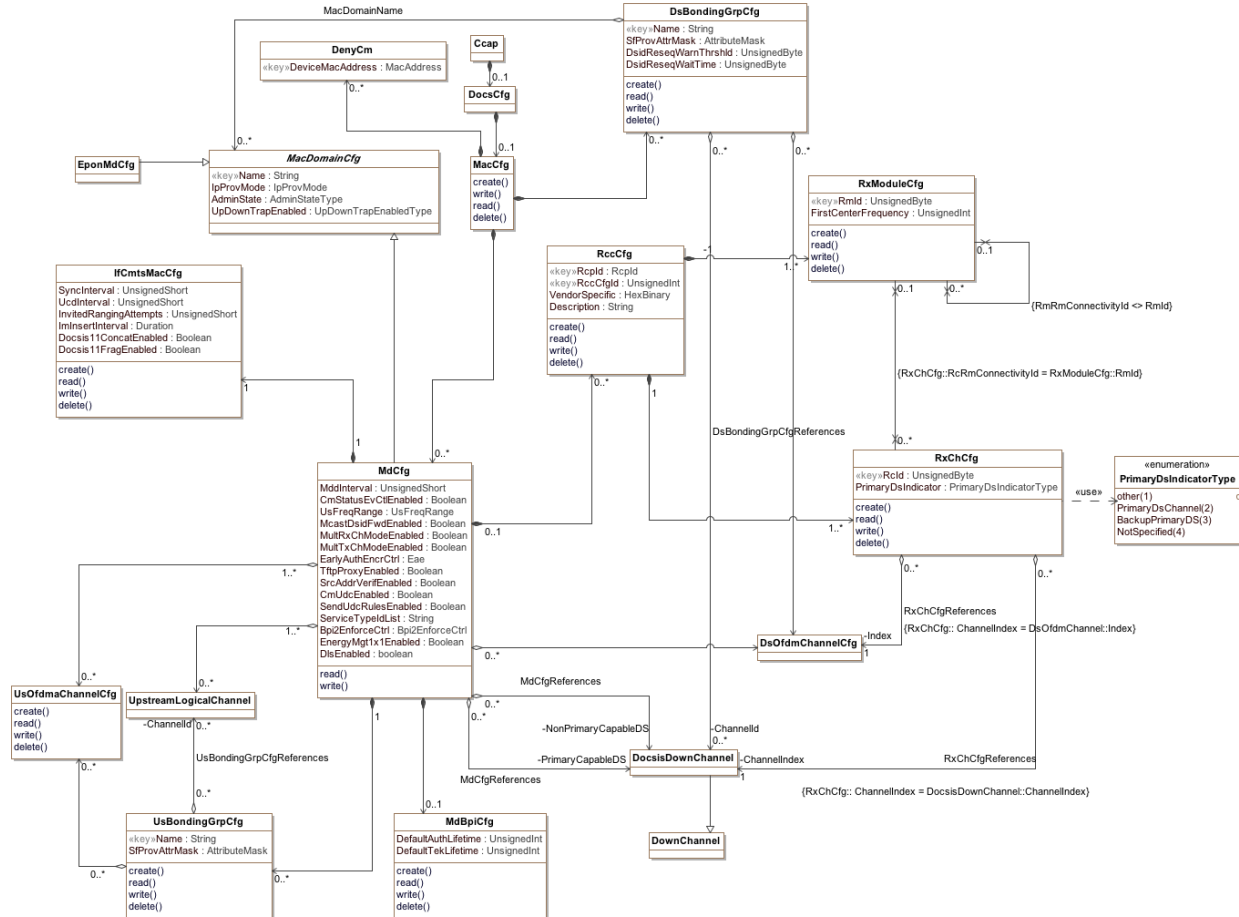 MacDomainName
DsBondingGrpCfg
«key»Name : String
SfProvAttrMask : AttributeMask
DsidReseqWarnThrshld : UnsignedByte
DsidReseqWaitTime : UnsignedByte
create()
read()
write()
delete()
DenyCm
«key»DeviceMacAddress : MacAddress
Ccap
0..1
DocsCfg
0..*
0..1
0..*
0..*
0..*
0..*
EponMdCfg
MacDomainCfg
«key»Name : String
IpProvMode : IpProvMode
AdminState : AdminStateType
UpDownTrapEnabled : UpDownTrapEnabledType
MacCfg
create()
write()
read()
delete()
RxModuleCfg
«key»RmId : UnsignedByte
FirstCenterFrequency : UnsignedInt
create()
read()
write()
delete()
0..1
0..1
0..*
{RmRmConnectivityId <> RmId}
RccCfg
«key»RcpId : RcpId
«key»RccCfgId : UnsignedInt
VendorSpecific : HexBinary
Description : String
create()
read()
write()
delete()
-1
1..*
0..*
1
IfCmtsMacCfg
SyncInterval : UnsignedShort
UcdInterval : UnsignedShort
InvitedRangingAttempts : UnsignedShort
ImInsertInterval : Duration
Docsis11ConcatEnabled : Boolean
Docsis11FragEnabled : Boolean
create()
read()
write()
delete()
1
1
0..*
{RxChCfg::RcRmConnectivityId = RxModuleCfg::RmId}
DsBondingGrpCfgReferences
0..*
RxChCfg
«key»RcId : UnsignedByte
PrimaryDsIndicator : PrimaryDsIndicatorType
create()
read()
write()
delete()
1..*
0..*
0..*
«use»
«enumeration»
PrimaryDsIndicatorType
other(1)
PrimaryDsChannel(2)
BackupPrimaryDS(3)
NotSpecified(4)
MdCfg
MddInterval : UnsignedShort
CmStatusEvCtlEnabled : Boolean
UsFreqRange : UsFreqRange
McastDsidFwdEnabled : Boolean
MultRxChModeEnabled : Boolean
MultTxChModeEnabled : Boolean
EarlyAuthEncrCtrl : Eae
TftpProxyEnabled : Boolean
SrcAddrVerifEnabled : Boolean
CmUdcEnabled : Boolean
SendUdcRulesEnabled : Boolean
ServiceTypeIdList : String
Bpi2EnforceCtrl : Bpi2EnforceCtrl
EnergyMgt1x1Enabled : Boolean
DlsEnabled : boolean
read()
write()
0..1
1..*
1..*
0..*
RxChCfgReferences
{RxChCfg:: ChannelIndex = DsOfdmChannel::Index}
-Index
1
DsOfdmChannelCfg
0..*
0..*
UsOfdmaChannelCfg
create()
read()
write()
delete()
UpstreamLogicalChannel
-ChannelId
0..*
UsBondingGrpCfgReferences
0..*
0..*
1
MdCfgReferences
0..*
0..*
-NonPrimaryCapableDS
-ChannelId
0..*
DocsisDownChannel
-PrimaryCapableDS
MdCfgReferences
-ChannelIndex
1
RxChCfgReferences
{RxChCfg:: ChannelIndex = DocsisDownChannel::ChannelIndex}
DownChannel
0..1
UsBondingGrpCfg
«key»Name : String
SfProvAttrMask : AttributeMask
create()
read()
write()
delete()
0..*
0..*
MdBpiCfg
DefaultAuthLifetime : UnsignedInt
DefaultTekLifetime : UnsignedInt
create()
read()
write()
delete()